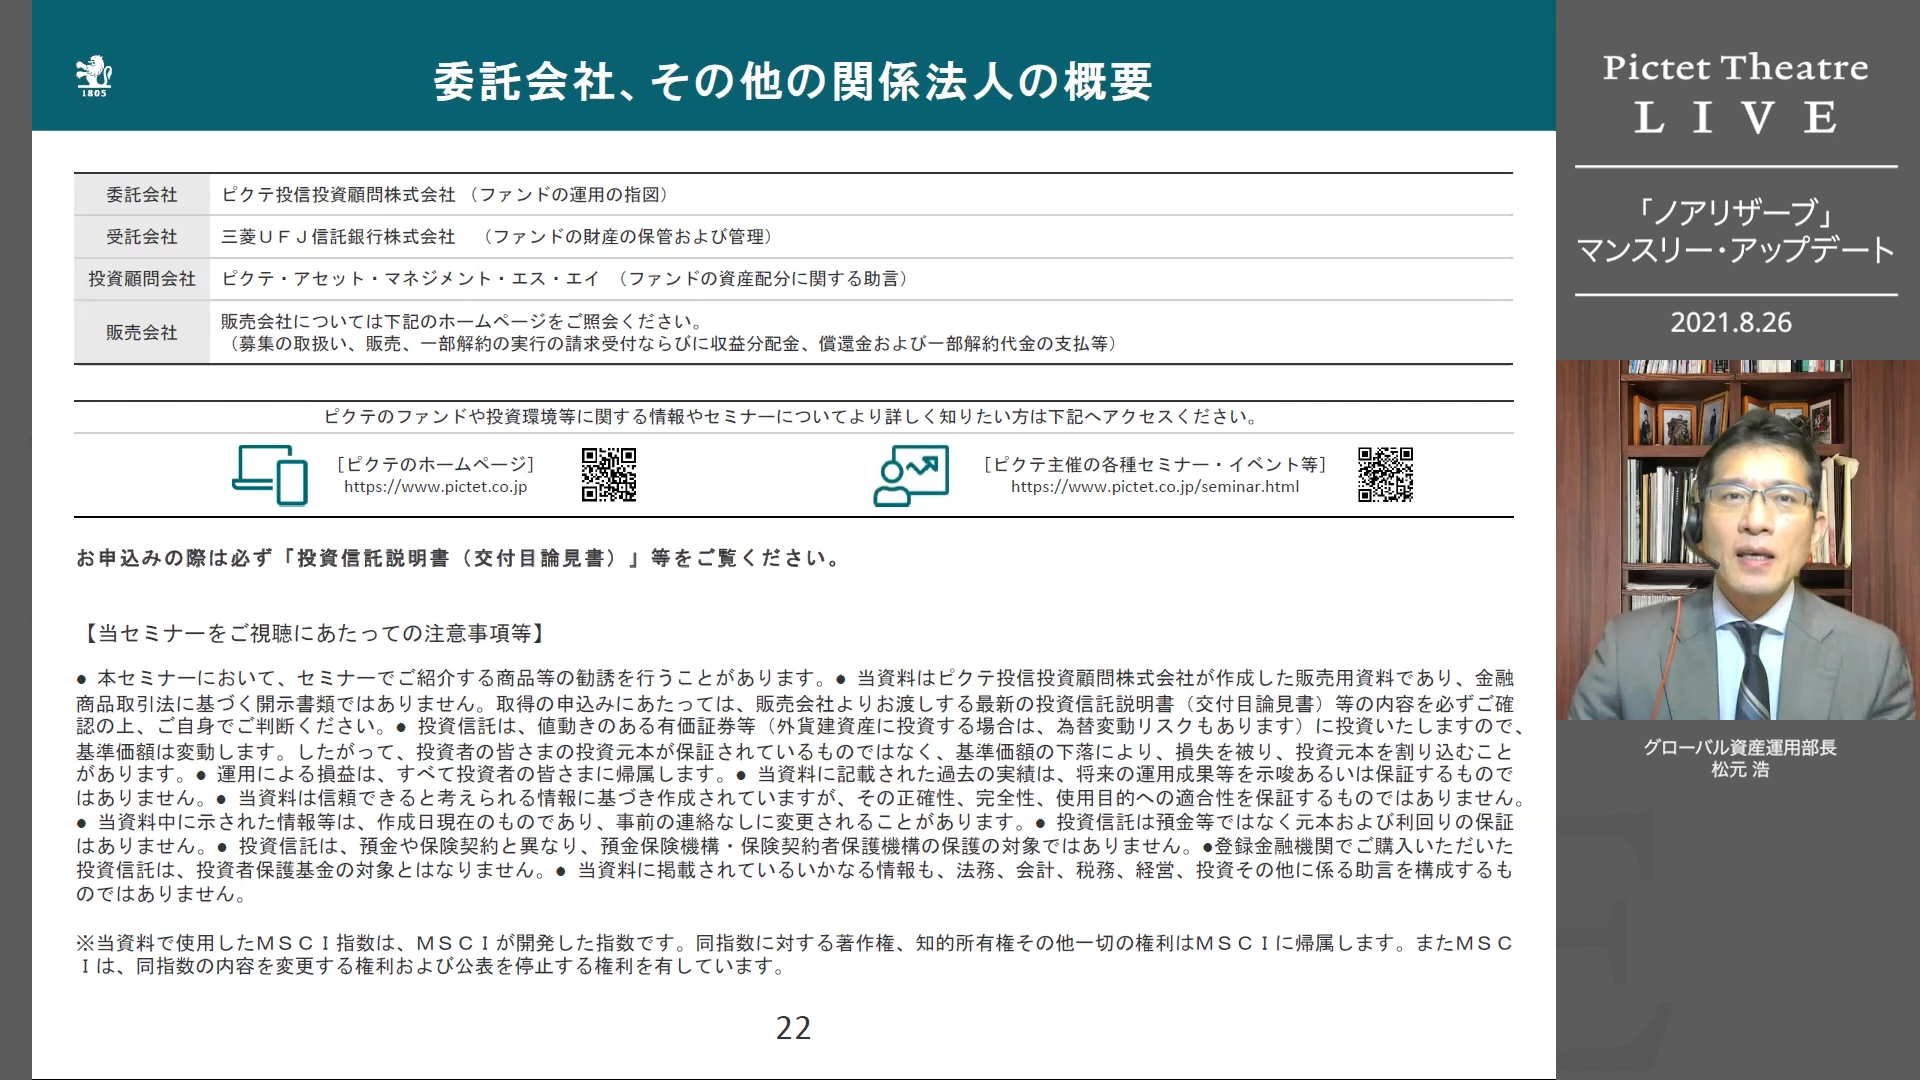 1805
委託会社、その他の関係法人の概要
委託会社 ピクテ投信投資顧問株式会社 （ファンドの運用の指図）
受託会社 三菱ＵＦＪ信託銀行株式会社 （ファンドの財産の保管および管理）
投資顧問会社 ピクテ・アセット・マネジメント・エス・エイ （ファンドの資産配分に関する助言）
販売会社 販売会社については下記のホームページをご照会ください。
（募集の取扱い、販売、一部解約の実行の請求受付ならびに収益分配金、償還金および一部解約代金の支払等）
ピクテのファンドや投資環境等に関する情報やセミナーについてより詳しく知りたい方は下記へアクセスください。
［ピクテのホームページ］
https://www.pictet.co.jp
［ピクテ主催の各種セミナー・イベント等］
https://www.pictet.co.jp/seminar.html
お申込みの際は必ず「投資信託説明書（交付目論見書）」等をご覧ください。
【当セミナーをご視聴にあたっての注意事項等】
● 本セミナーにおいて、セミナーでご紹介する商品等の勧誘を行うことがあります。● 当資料はピクテ投信投資顧問株式会社が作成した販売用資料であり、金融
商品取引法に基づく開示書類ではありません。取得の申込みにあたっては、販売会社よりお渡しする最新の投資信託説明書（交付目論見書）等の内容を必ずご確
認の上、ご自身でご判断ください。● 投資信託は、値動きのある有価証券等（外貨建資産に投資する場合は、為替変動リスクもあります）に投資いたしますので、
基準価額は変動します。したがって、投資者の皆さまの投資元本が保証されているものではなく、基準価額の下落により、損失を被り、投資元本を割り込むこと
があります。● 運用による損益は、すべて投資者の皆さまに帰属します。● 当資料に記載された過去の実績は、将来の運用成果等を示唆あるいは保証するもので
はありません。● 当資料は信頼できると考えられる情報に基づき作成されていますが、その正確性、完全性、使用目的への適合性を保証するものではありません。
● 当資料中に示された情報等は、作成日現在のものであり、事前の連絡なしに変更されることがあります。● 投資信託は預金等ではなく元本および利回りの保証
はありません。● 投資信託は、預金や保険契約と異なり、預金保険機構・保険契約者保護機構の保護の対象ではありません。●登録金融機関でご購入いただいた
投資信託は、投資者保護基金の対象とはなりません。● 当資料に掲載されているいかなる情報も、法務、会計、税務、経営、投資その他に係る助言を構成するも
のではありません。
※当資料で使用したＭＳＣＩ指数は、ＭＳＣＩが開発した指数です。同指数に対する著作権、知的所有権その他一切の権利はＭＳＣＩに帰属します。またＭＳＣ
Ｉは、同指数の内容を変更する権利および公表を停止する権利を有しています。
22
Pictet Theatre
LIVE
「ノアリザーブ」
マンスリー・アップデート
2021.8.26
グローバル資産運用部長
松元 浩